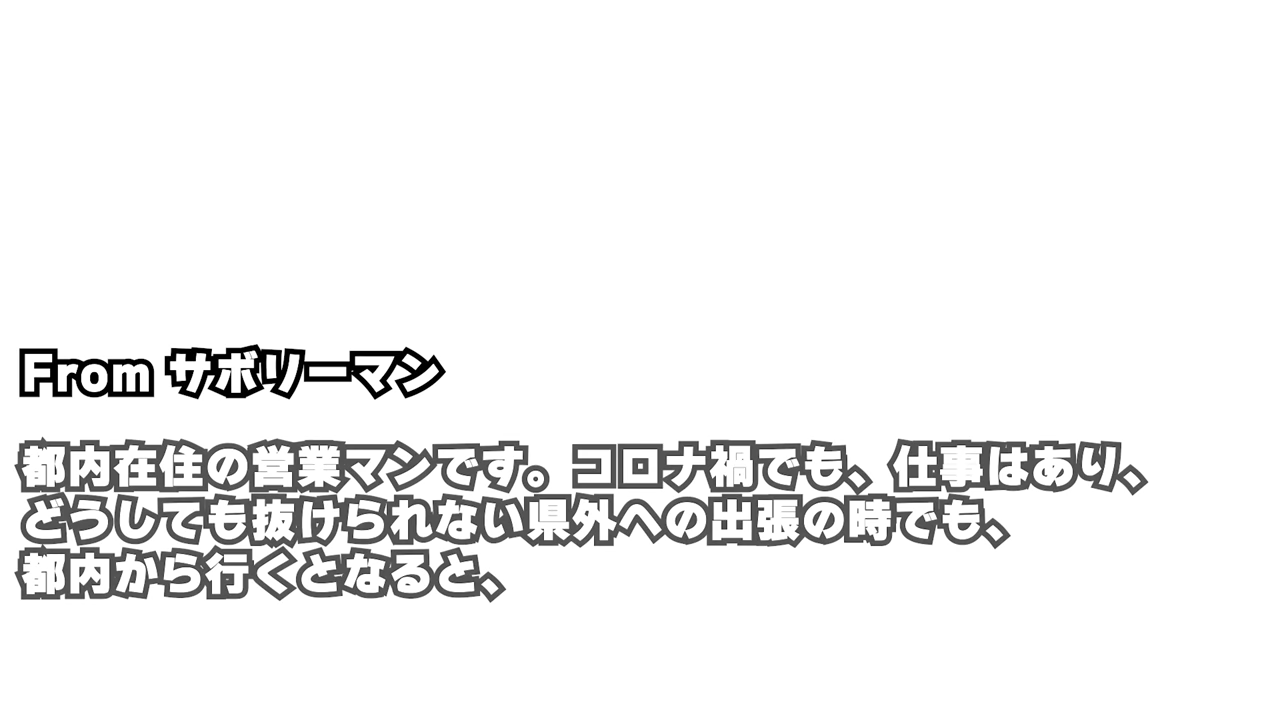 From サボリーマン
都内在住の営業マンです。コロナ禍でも、仕事はあり、
どうしても抜けられない県外への出張の時でも、
都内から行くとなると、